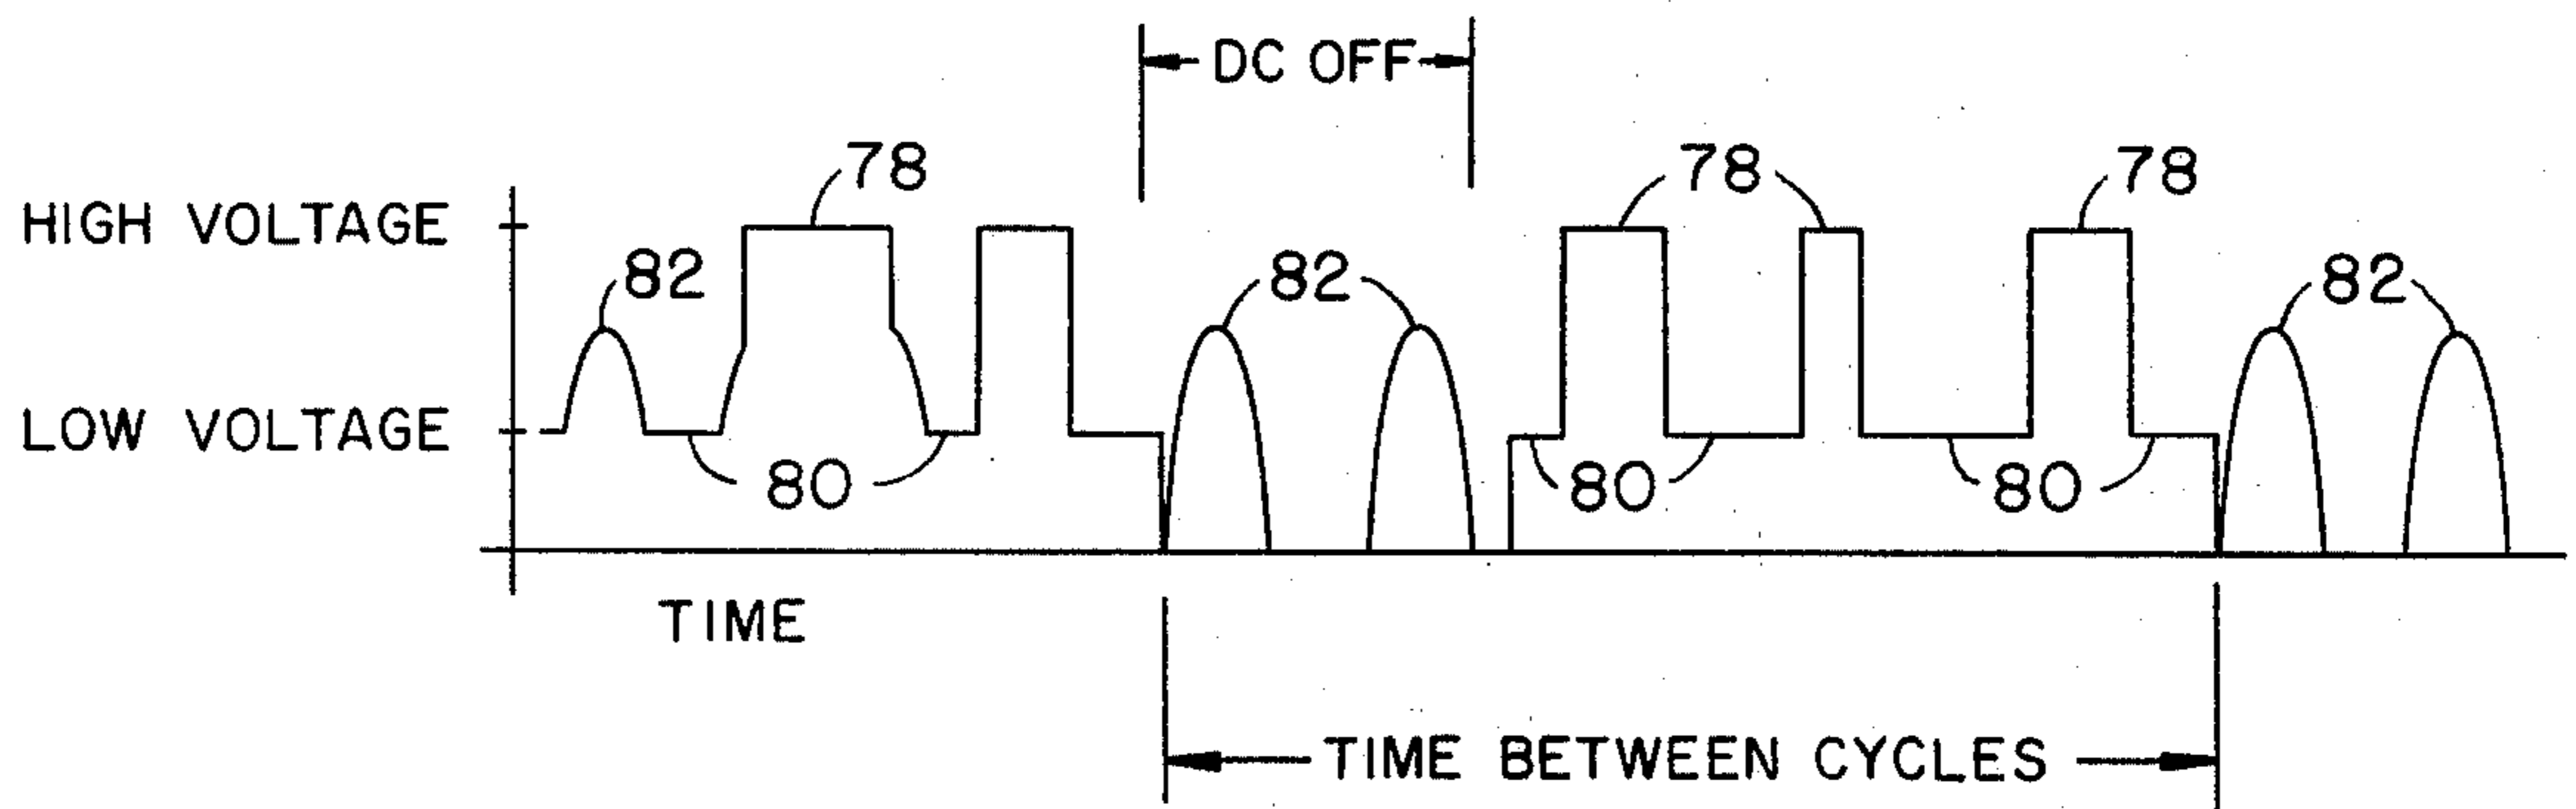 DC OFF
78
78
78
HIGH VOLTAGE
82
82
82
LOW VOLTAGE
80
80
80
TIME
TIME BETWEEN CYCLES